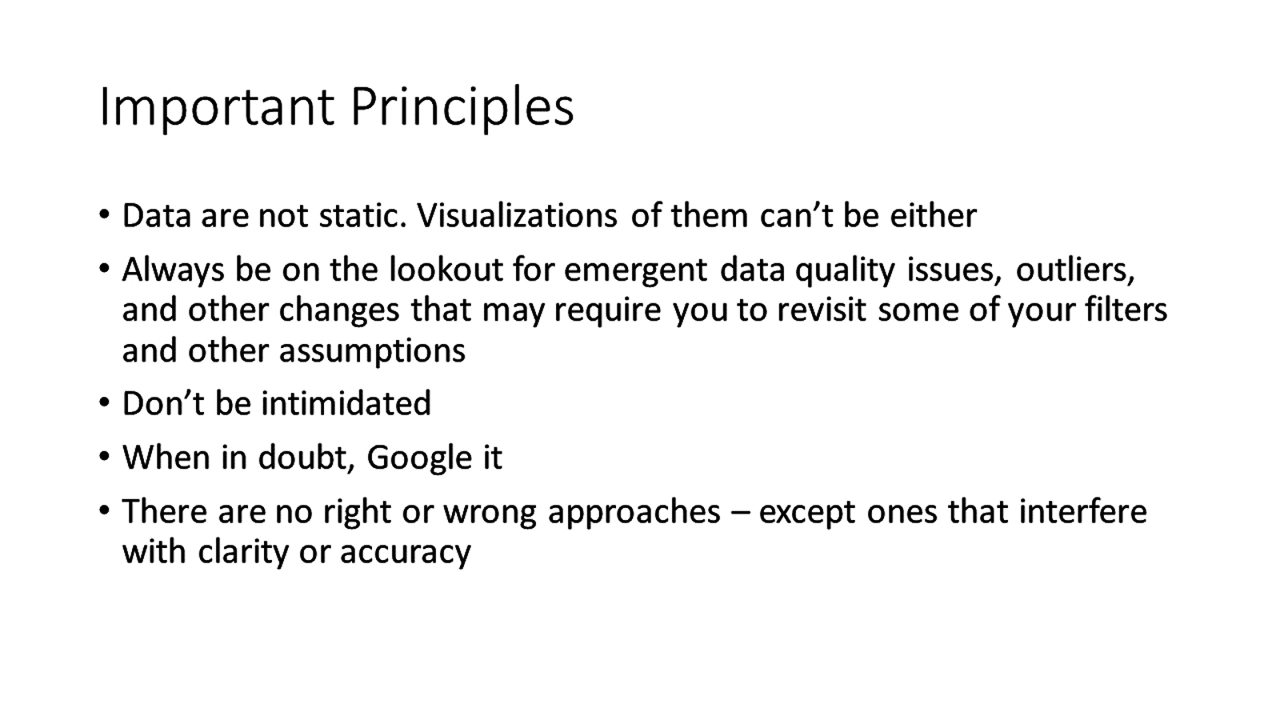 Important Principles
• Data are not static. Visualizations of them can’t be either
• Always be on the lookout for emergent data quality issues, outliers,
and other changes that may require you to revisit some of your filters
and other assumptions
• Don’t be intimidated
• When in doubt, Google it
• There are no right or wrong approaches – except ones that interfere
with clarity or accuracy